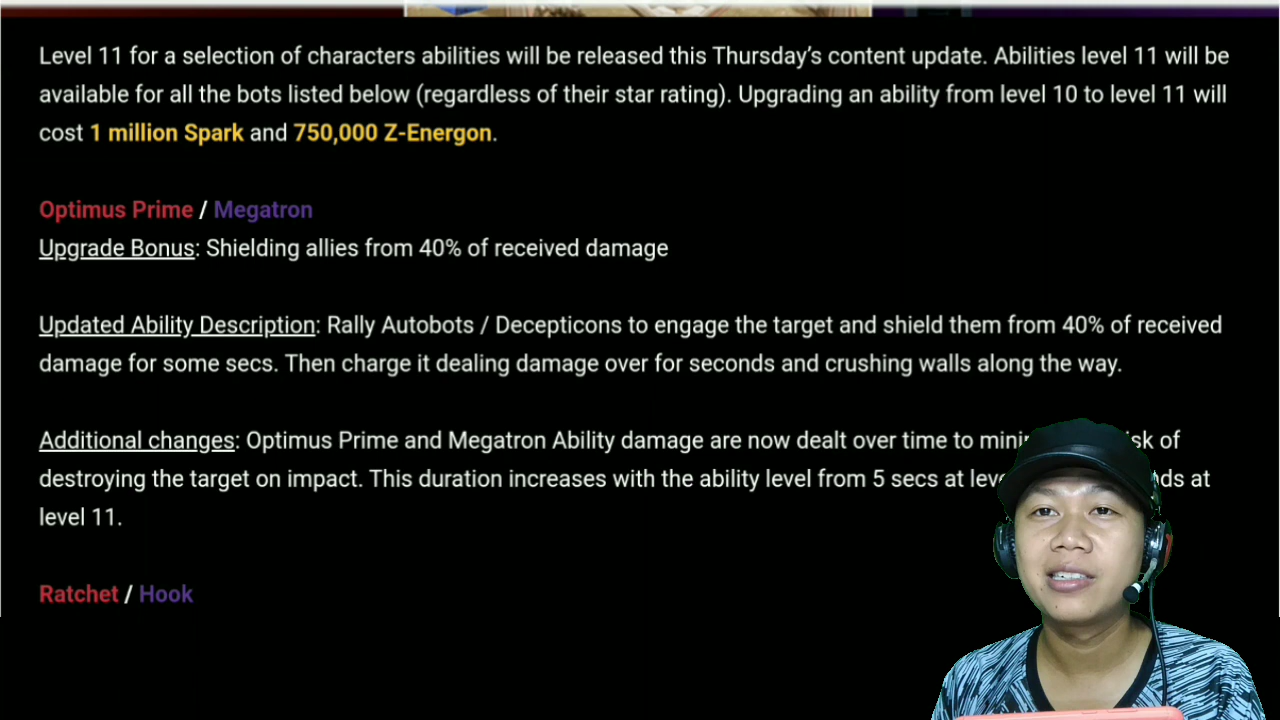 Level 11 for a selection of characters abilities will be released this Thursday’s content update. Abilities level 11 will be
available for all the bots listed below (regardless of their star rating). Upgrading an ability from level 10 to level 11 will
cost 1 million Spark and 750,000 Z-Energon.
Optimus Prime / Megatron
Upgrade Bonus: Shielding allies from 40% of received damage
Updated Ability Description: Rally Autobots / Decepticons to engage the target and shield them from 40% of received
damage for some secs. Then charge it dealing damage over for seconds and crushing walls along the way.
Additional changes: Optimus Prime and Megatron Ability damage are now dealt over time to of
destroying the target on impact. This duration increases with the ability level from 5 secs at at
level 11.
Ratchet / Hook